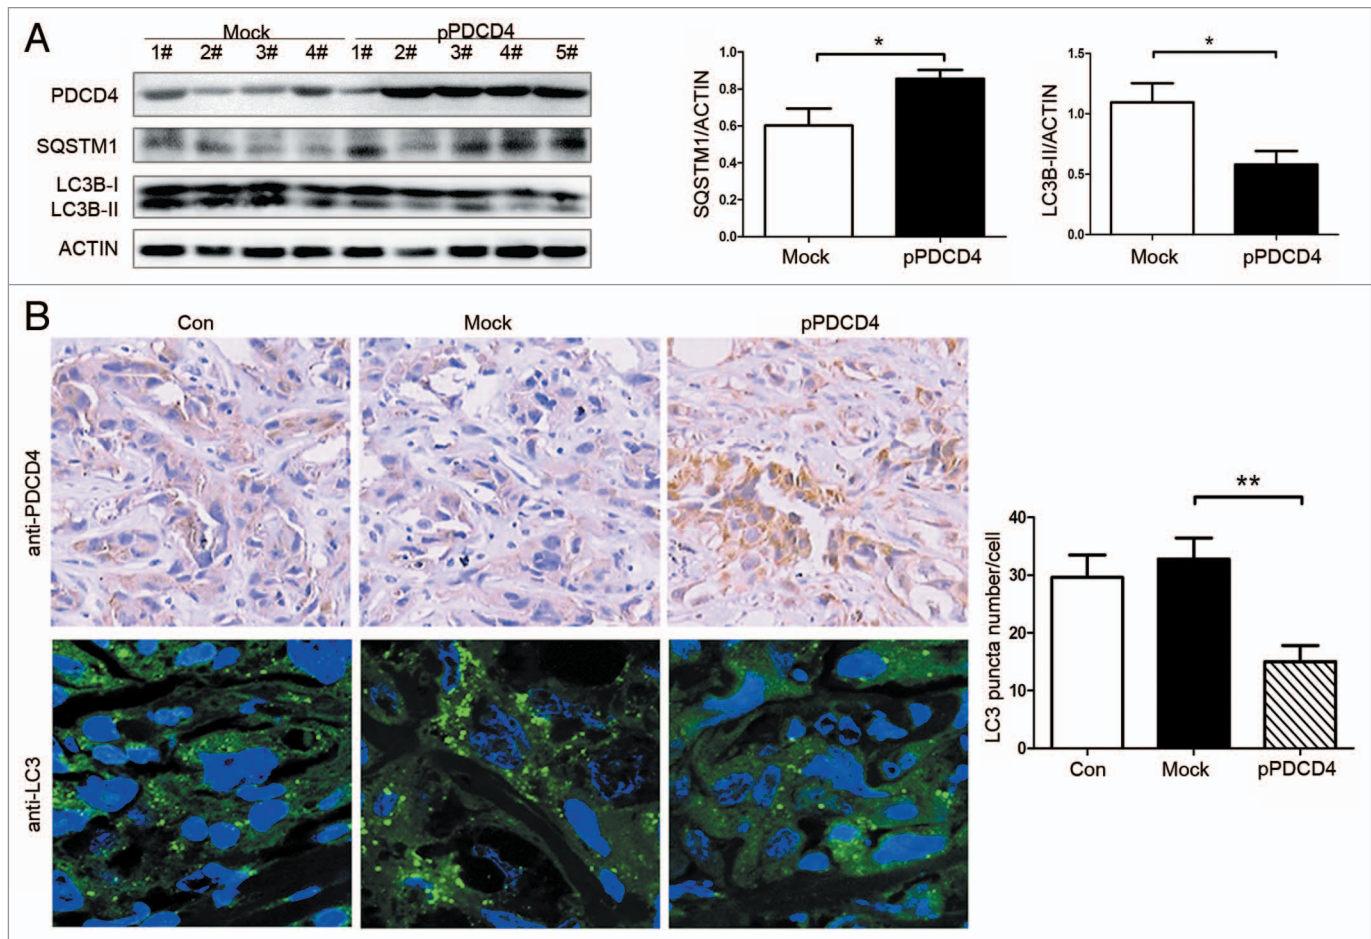 A
Mock pPDCD4
1# 2# 3# 4# 1# 2# 3# 4# 5#
PDCD4
SQSTM1
LC3B-I
LC3B-II
ACTIN
SQSTM1/ACTIN
1.0
0.8
0.6
0.4
0.2
0.0
*
Mock pPDCD4
LC3B-II/ACTIN
1.5
1.0
0.5
0.0
*
Mock pPDCD4
B
Con Mock pPDCD4
anti-PDCD4
anti-LC3
LC3 puncta number/cell
40
30
20
10
0
**
Con Mock pPDCD4